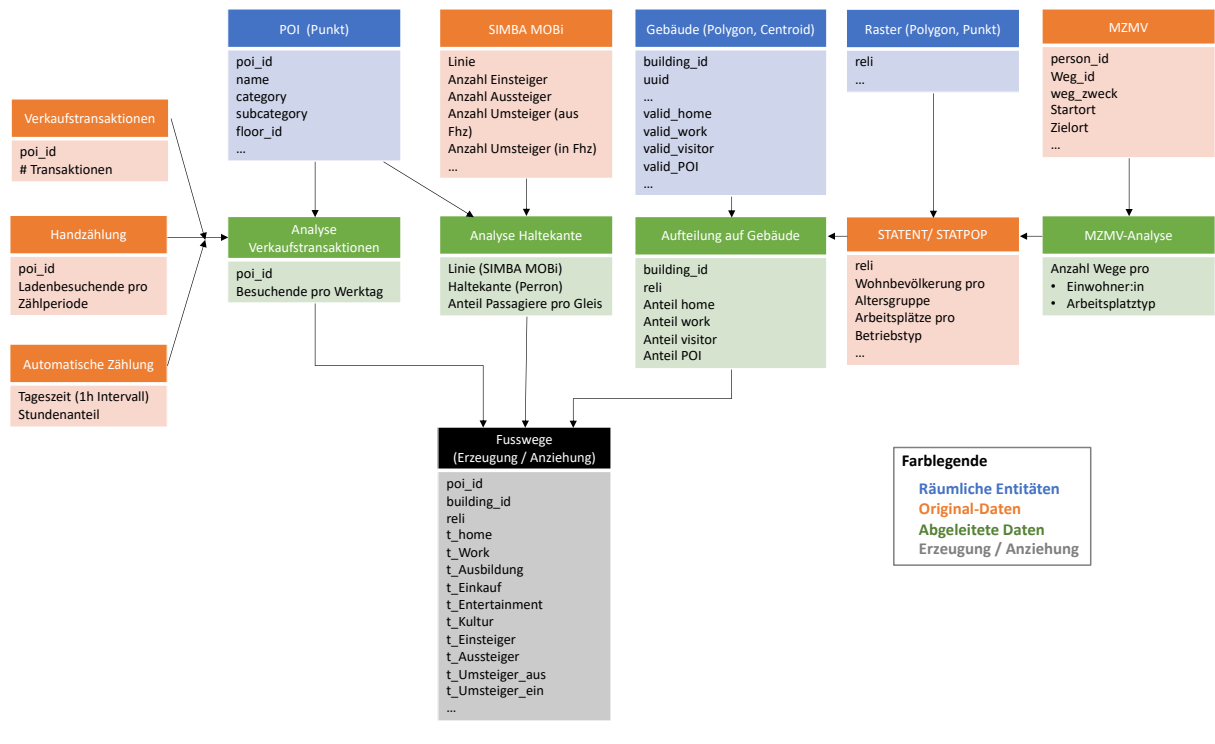 POI (Punkt)
poi_id
name
category
subcategory
floor_id
…
SIMBA MOBi
Linie
Anzahl Einsteiger
Anzahl Aussteiger
Anzahl Umsteiger (aus
Fhz)
Anzahl Umsteiger (in Fhz)
…
Gebäude (Polygon, Centroid)
building_id
uuid
…
valid_home
valid_work
valid_visitor
valid_POI
…
Raster (Polygon, Punkt)
reli
…
MZMV
person_id
Weg_id
weg_zweck
Startort
Zielort
…
Verkaufstransaktionen
poi_id
# Transaktionen
Handzählung
poi_id
Ladenbesuchende pro
Zählperiode
Automatische Zählung
Tageszeit (1h Intervall)
Stundenanteil
Analyse
Verkaufstransaktionen
poi_id
Besuchende pro Werktag
Analyse Haltekante
Linie (SIMBA MOBi)
Haltekante (Perron)
Anteil Passagiere pro Gleis
Aufteilung auf Gebäude
building_id
reli
Anteil home
Anteil work
Anteil visitor
Anteil POI
STATENT/ STATPOP
reli
Wohnbevölkerung pro
Altersgruppe
Arbeitsplätze pro
Betriebstyp
…
MZMV-Analyse
Anzahl Wege pro
• Einwohner:in
• Arbeitsplatztyp
Fusswege
(Erzeugung / Anziehung)
poi_id
building_id
reli
t_home
t_Work
t_Ausbildung
t_Einkauf
t_Entertainment
t_Kultur
t_Einsteiger
t_Aussteiger
t_Umsteiger_aus
t_Umsteiger_ein
…
Farblegende
Räumliche Entitäten
Original-Daten
Abgeleitete Daten
Erzeugung / Anziehung